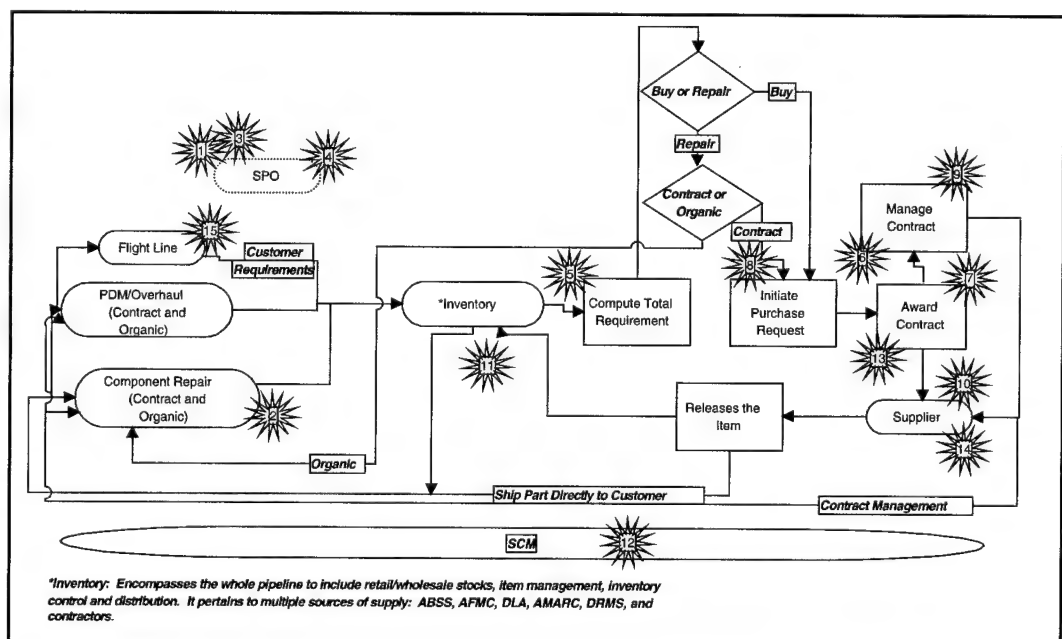 Buy or Repair
Buy
Repair
Contract or
Organic
Contract
1
3
4
SPO
15
Flight Line
Customer
Requirements
PDM/Overhaul
(Contract and
Organic)
Component Repair
(Contract and
Organic)
2
*Inventory
11
5
Compute Total
Requirement
8
Initiate
Purchase
Request
9
Manage
Contract
6
7
Award
Contract
13
10
Supplier
14
Releases the
Item
Organic
Ship Part Directly to Customer
Contract Management
SCM
12
*Inventory: Encompasses the whole pipeline to include retail/wholesale stocks, item management, inventory
control and distribution. It pertains to multiple sources of supply: ABSS, AFMC, DLA, AMARC, DRMS, and
contractors.